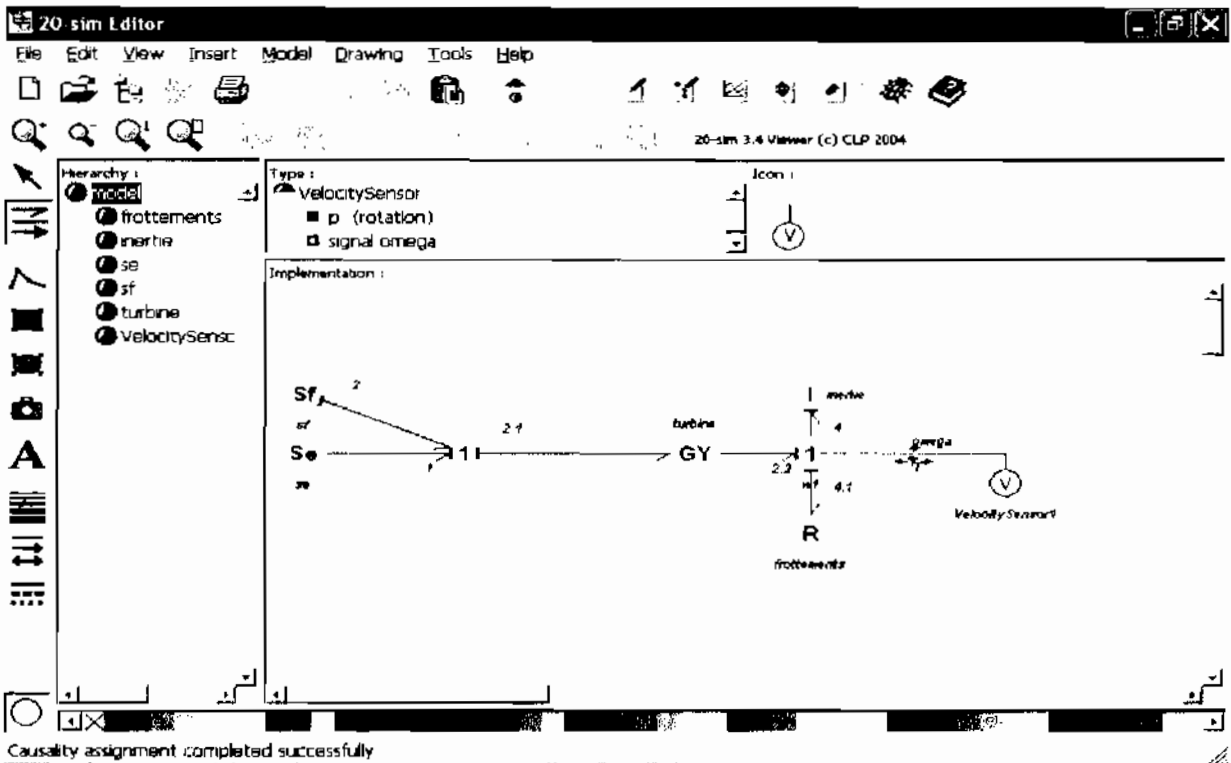 20-sim Editor
File Edit View Insert Model Drawing Tools Help
20-sim 3.4 Viewer (c) CLP 2004
Hierarchy :
model
frottements
inertie
se
sf
turbine
VelocitySensc
Type :
VelocitySensor
p (rotation)
signal omega
Icon :
V
Implementation :
Sf 2
sf
Se 1 1 2.1
se
turbine
GY 2.2 1
I inertie
4
4.1
R
frottements
omega
V
VelocitySensor1
A
Causality assignment completed successfully